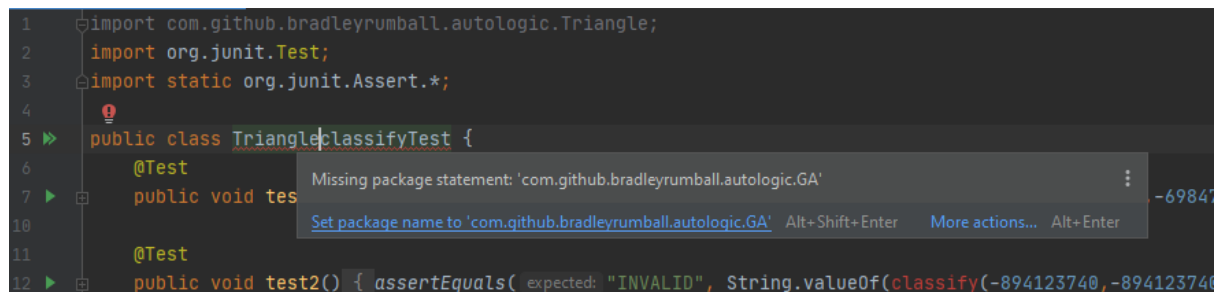 1 import com.github.bradleyrumball.autologic.Triangle;
2 import org.junit.Test;
3 import static org.junit.Assert.*;
4
5 public class TriangleclassifyTest {
6 @Test
7 public void tes ,-69847
Missing package statement: 'com.github.bradleyrumball.autologic.GA'
Set package name to 'com.github.bradleyrumball.autologic.GA' Alt+Shift+Enter More actions... Alt+Enter
10
11 @Test
12 public void test2() { assertEquals( expected: "INVALID", String.valueOf(classify(-894123740,-894123740